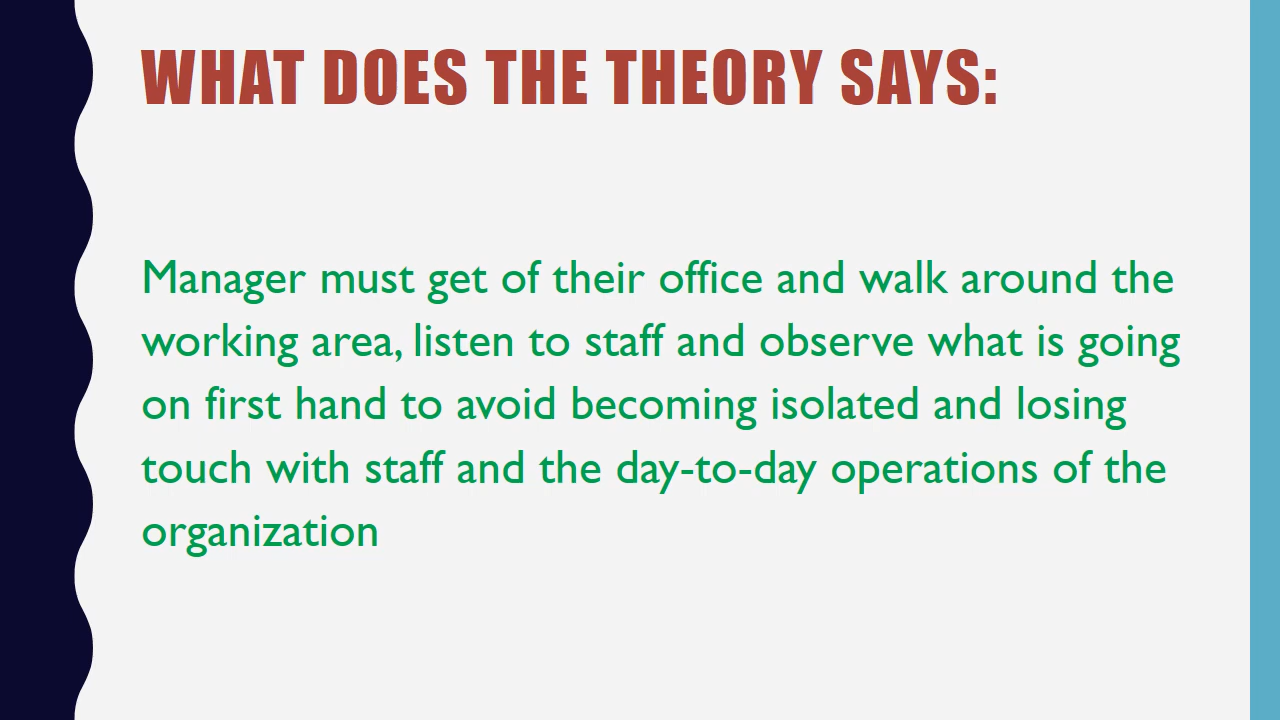 WHAT DOES THE THEORY SAYS:
Manager must get of their office and walk around the
working area, listen to staff and observe what is going
on first hand to avoid becoming isolated and losing
touch with staff and the day-to-day operations of the
organization